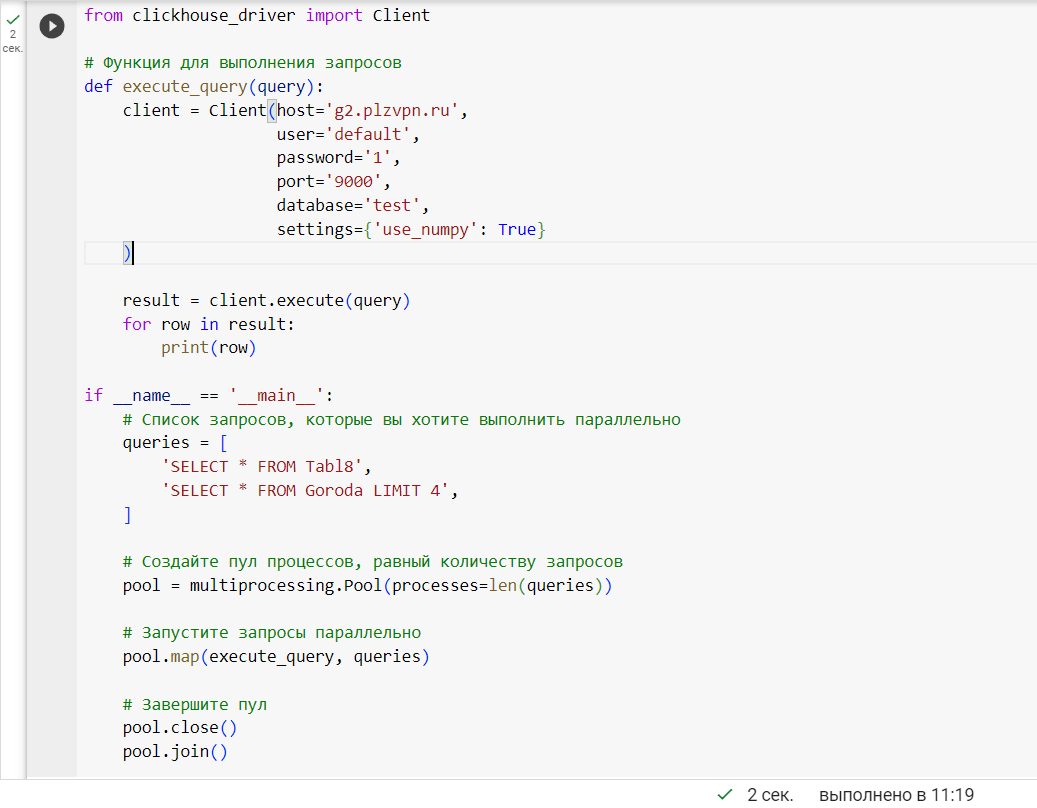 from clickhouse_driver import Client
2
сек.
# Функция для выполнения запросов
def execute_query(query):
    client = Client(host='g2.plzvpn.ru',
                    user='default',
                    password='1',
                    port='9000',
                    database='test',
                    settings={'use_numpy': True}
    )
    result = client.execute(query)
    for row in result:
        print(row)
if __name__ == '__main__':
    # Список запросов, которые вы хотите выполнить параллельно
    queries = [
        'SELECT * FROM Tabl8',
        'SELECT * FROM Goroda LIMIT 4',
    ]
    # Создайте пул процессов, равный количеству запросов
    pool = multiprocessing.Pool(processes=len(queries))
    # Запустите запросы параллельно
    pool.map(execute_query, queries)
    # Завершите пул
    pool.close()
    pool.join()
2 сек. выполнено в 11:19